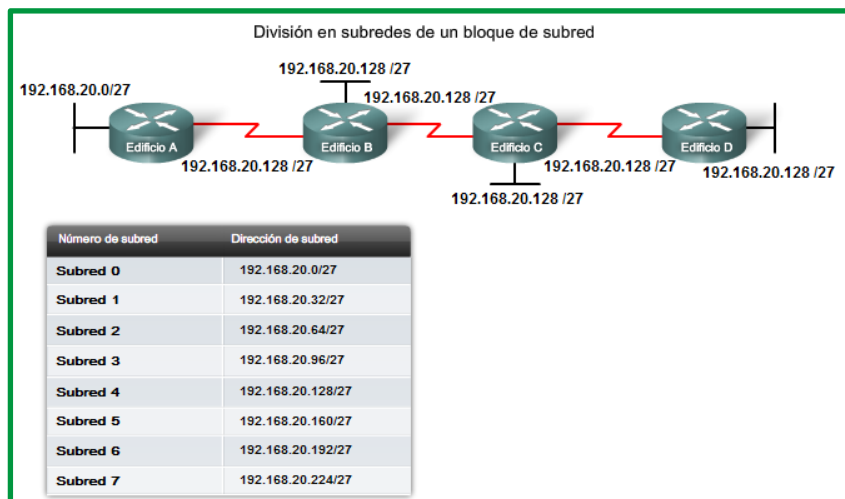 División en subredes de un bloque de subred
192.168.20.128 /27
192.168.20.0/27
192.168.20.128 /27
Edificio A
Edificio B
Edificio C
Edificio D
192.168.20.128 /27
192.168.20.128 /27
192.168.20.128 /27
192.168.20.128 /27
Número de subred Dirección de subred
Subred 0 192.168.20.0/27
Subred 1 192.168.20.32/27
Subred 2 192.168.20.64/27
Subred 3 192.168.20.96/27
Subred 4 192.168.20.128/27
Subred 5 192.168.20.160/27
Subred 6 192.168.20.192/27
Subred 7 192.168.20.224/27